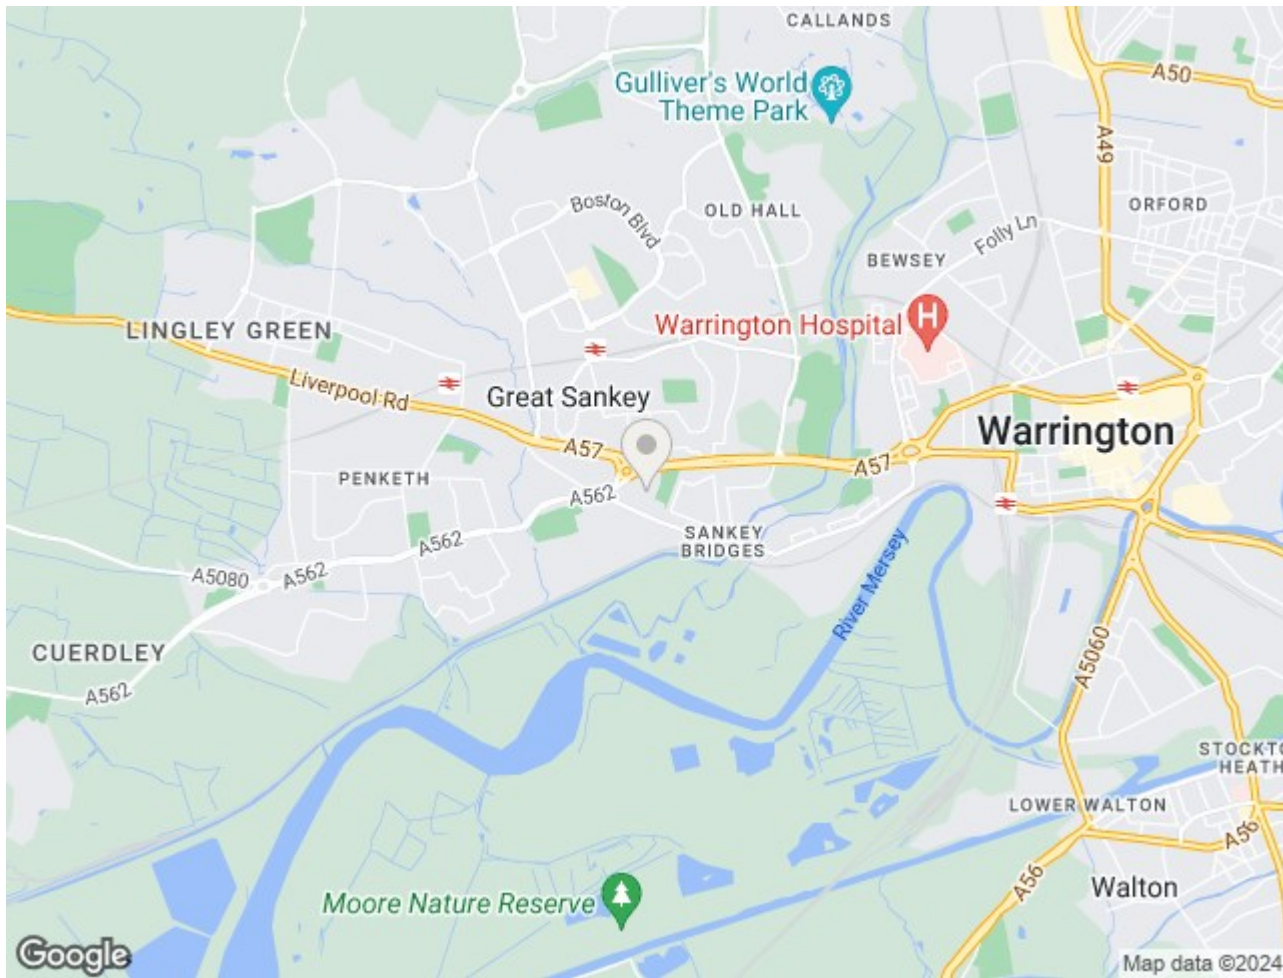 CALLANDS
A50
Gulliver's World
Theme Park
A49
Boston Blvd
OLD HALL
ORFORD
Folly Ln
BEWSEY
LINGLEY GREEN
Warrington Hospital
H
Liverpool Rd
Great Sankey
Warrington
A57
A57
PENKETH
A562
SANKEY
BRIDGES
A562
A5080
A562
River Mersey
CUERDLEY
A562
A5060
STOCKTO
HEATH
LOWER WALTON
A56
A56
Walton
Moore Nature Reserve
Google
Map data ©2024